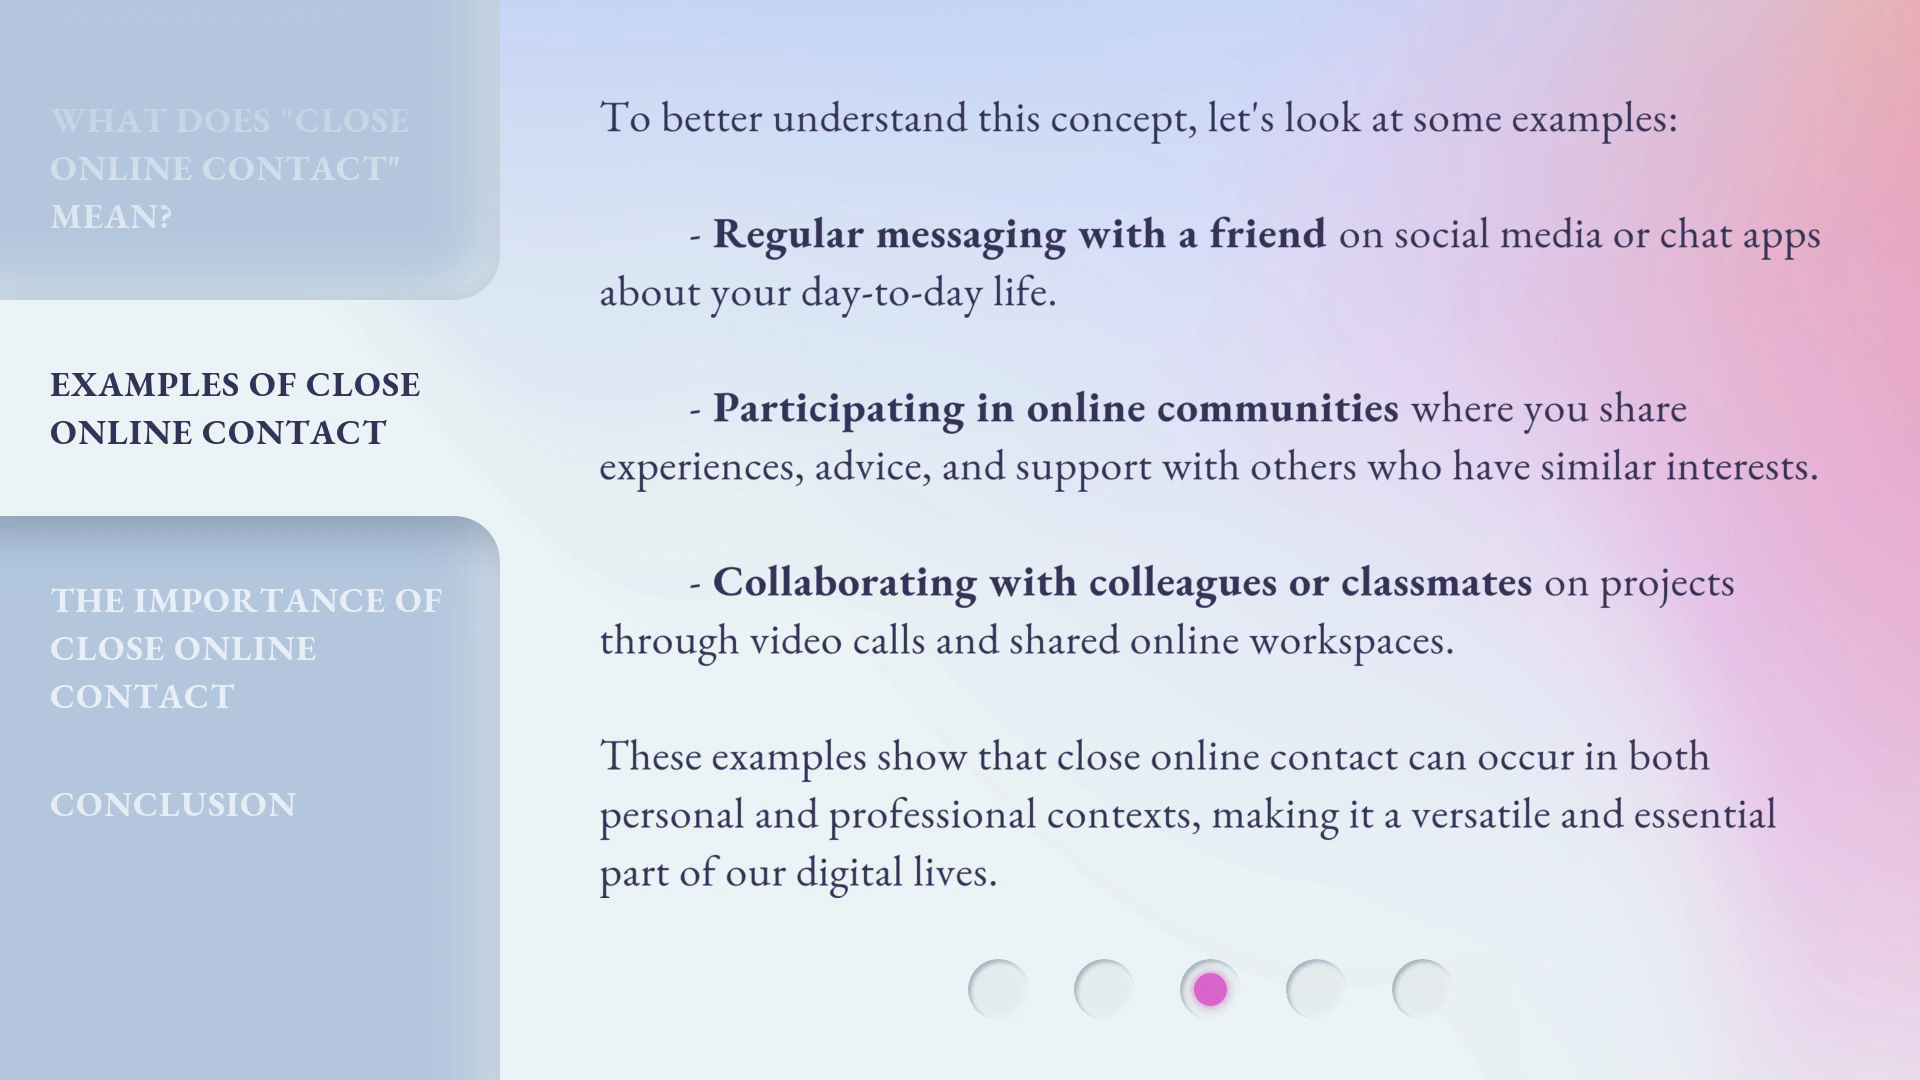 WHAT DOES "CLOSE
ONLINE CONTACT"
MEAN?
EXAMPLES OF CLOSE
ONLINE CONTACT
THE IMPORTANCE OF
CLOSE ONLINE
CONTACT
CONCLUSION
To better understand this concept, let's look at some examples:
- Regular messaging with a friend on social media or chat apps
about your day-to-day life.
- Participating in online communities where you share
experiences, advice, and support with others who have similar interests.
- Collaborating with colleagues or classmates on projects
through video calls and shared online workspaces.
These examples show that close online contact can occur in both
personal and professional contexts, making it a versatile and essential
part of our digital lives.